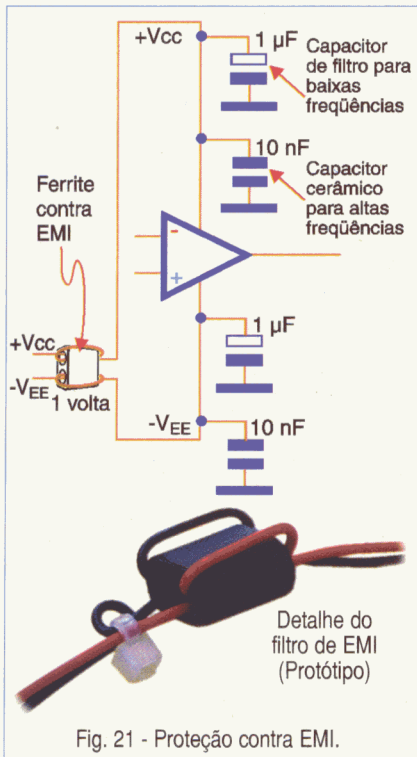 +Vcc
1 µF
Capacitor
de filtro para
baixas
freqüências
10 nF
Capacitor
cerâmico
para altas
freqüências
Ferrite
contra
EMI
-
+
1 µF
+Vcc
-VEE
1 volta
-VEE
10 nF
Detalhe do
filtro de EMI
(Protótipo)
Fig. 21 - Proteção contra EMI.